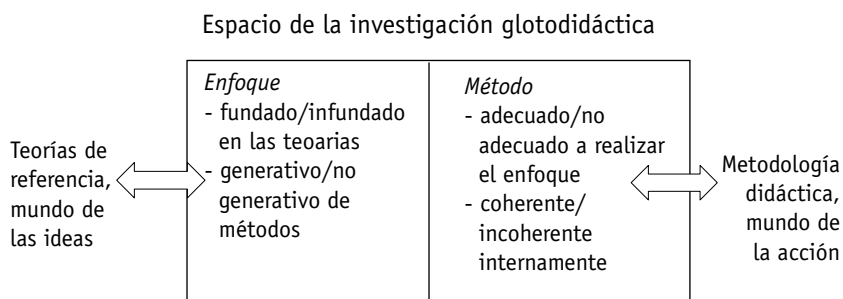 Espacio de la investigación glotodidáctica
Teorías de
referencia,
mundo de
las ideas
Enfoque
- fundado/infundado
en las teoarias
- generativo/no
generativo de
métodos
Método
- adecuado/no
adecuado a realizar
el enfoque
- coherente/
incoherente
internamente
Metodología
didáctica,
mundo de
la acción